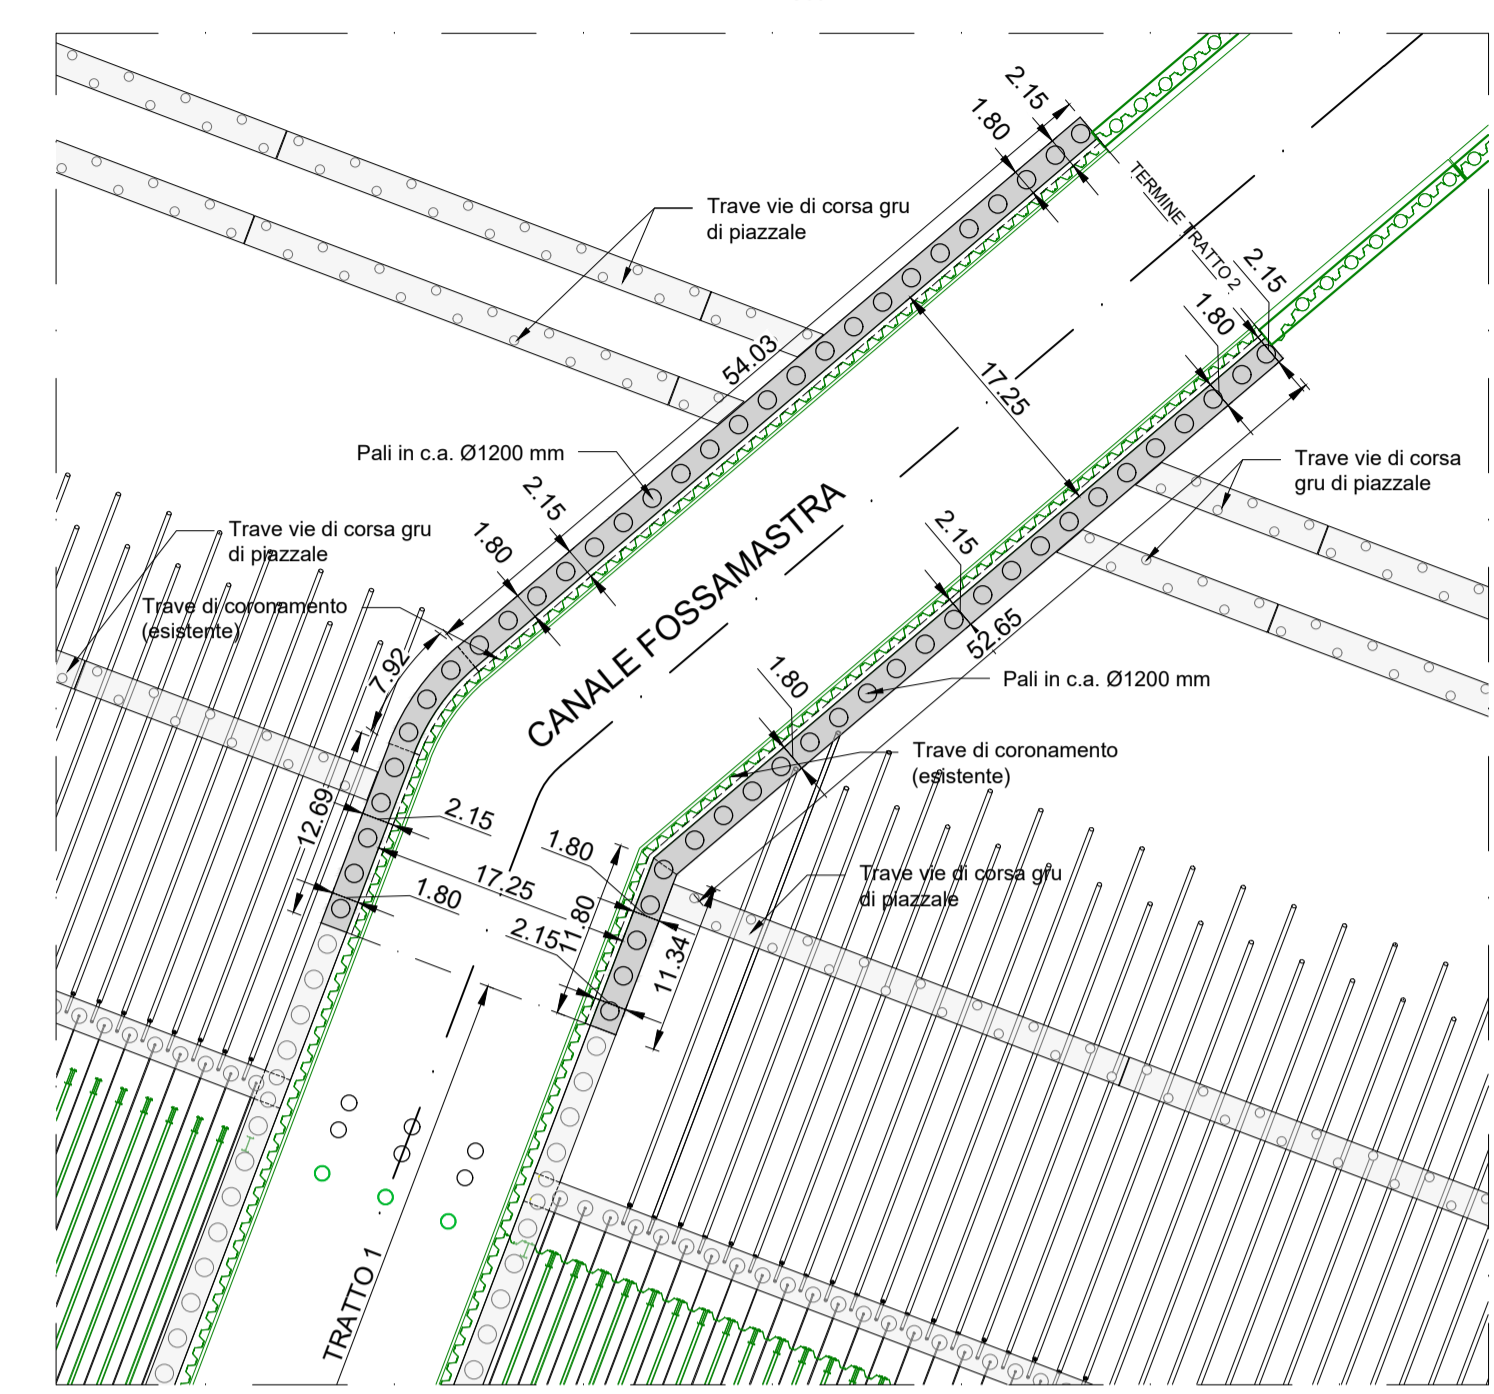 2.15
1.80
TERMINE TRATTO 2
2.15
1.80
Trave vie di corsa gru
di piazzale
54.03
17.25
Pali in c.a. Ø1200 mm
2.15
1.80
Trave vie di corsa
gru di piazzale
Trave vie di corsa gru
di piazzale
Trave di coronamento
(esistente)
7.92
CANALE FOSSAMASTRA
2.15
52.65
1.80
Pali in c.a. Ø1200 mm
Trave di coronamento
(esistente)
12.69
2.15
17.25
1.80
1.80
2.15
11.80
11.34
Trave vie di corsa gru
di piazzale
TRATTO 1